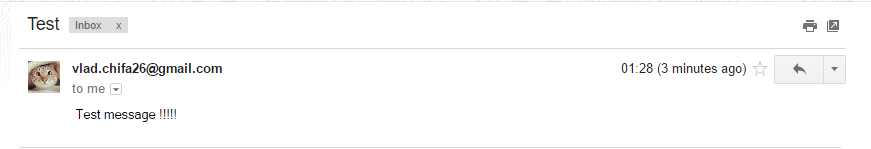 Test Inbox x
vlad.chifa26@gmail.com 01:28 (3 minutes ago)
to me
Test message !!!!!